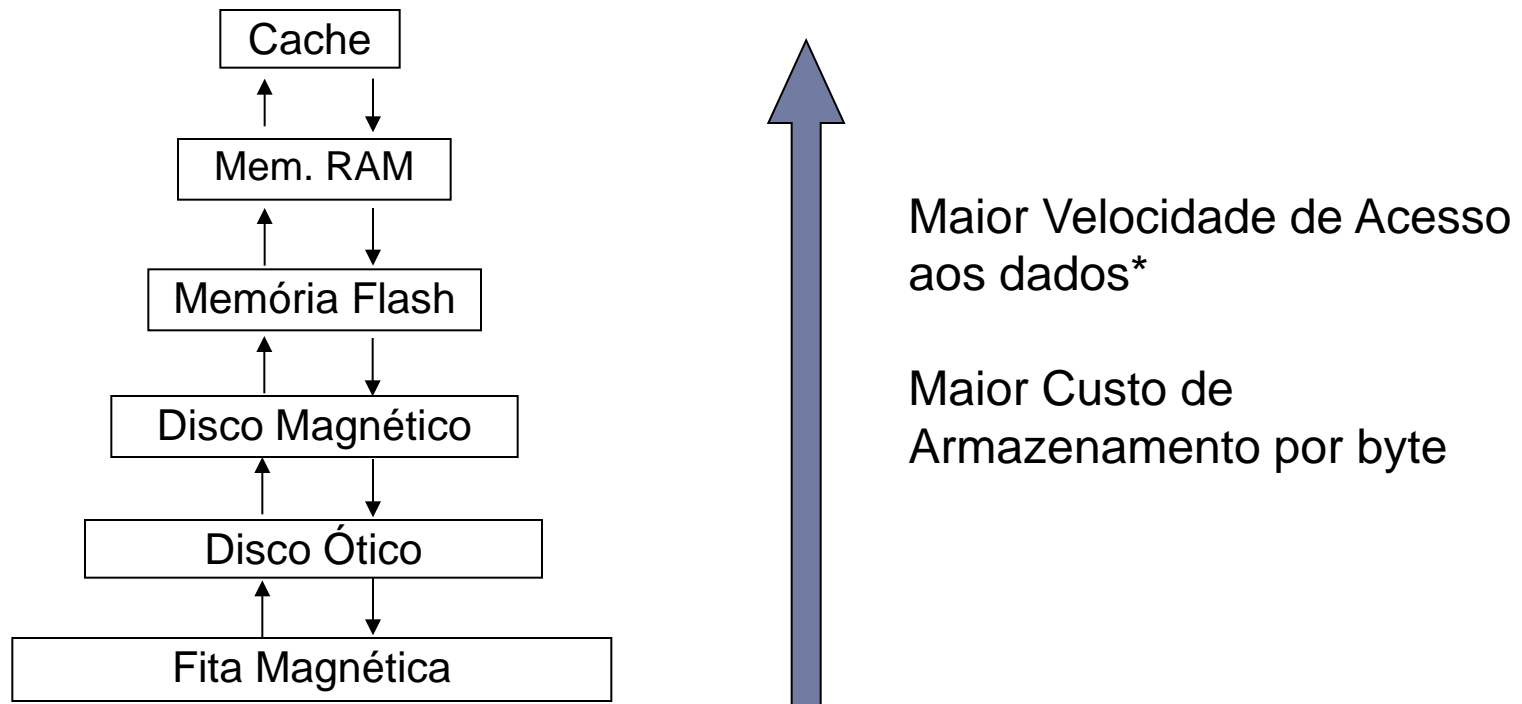 Cache
Mem. RAM
Memória Flash
Disco Magnético
Disco Ótico
Fita Magnética
Maior Velocidade de Acesso
aos dados*
Maior Custo de
Armazenamento por byte